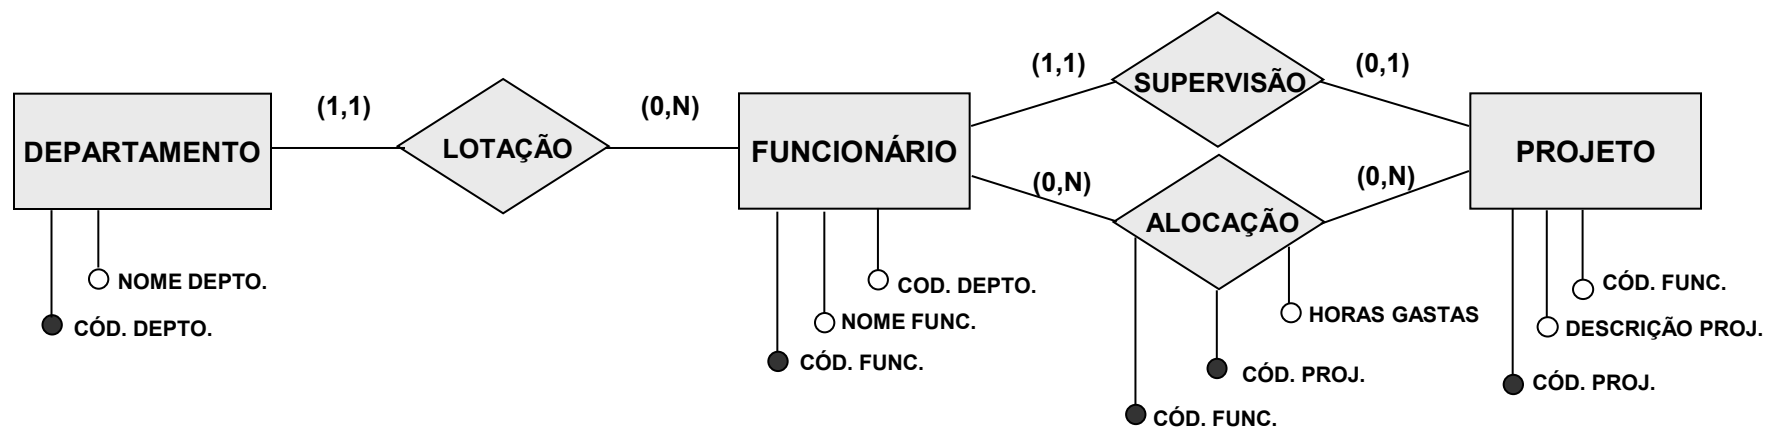 (1,1)
SUPERVISÃO
(0,1)
DEPARTAMENTO
(1,1)
LOTAÇÃO
(0,N)
FUNCIONÁRIO
PROJETO
(0,N)
ALOCAÇÃO
(0,N)
NOME DEPTO.
CÓD. DEPTO.
COD. DEPTO.
NOME FUNC.
CÓD. FUNC.
HORAS GASTAS
CÓD. PROJ.
CÓD. FUNC.
CÓD. FUNC.
DESCRIÇÃO PROJ.
CÓD. PROJ.